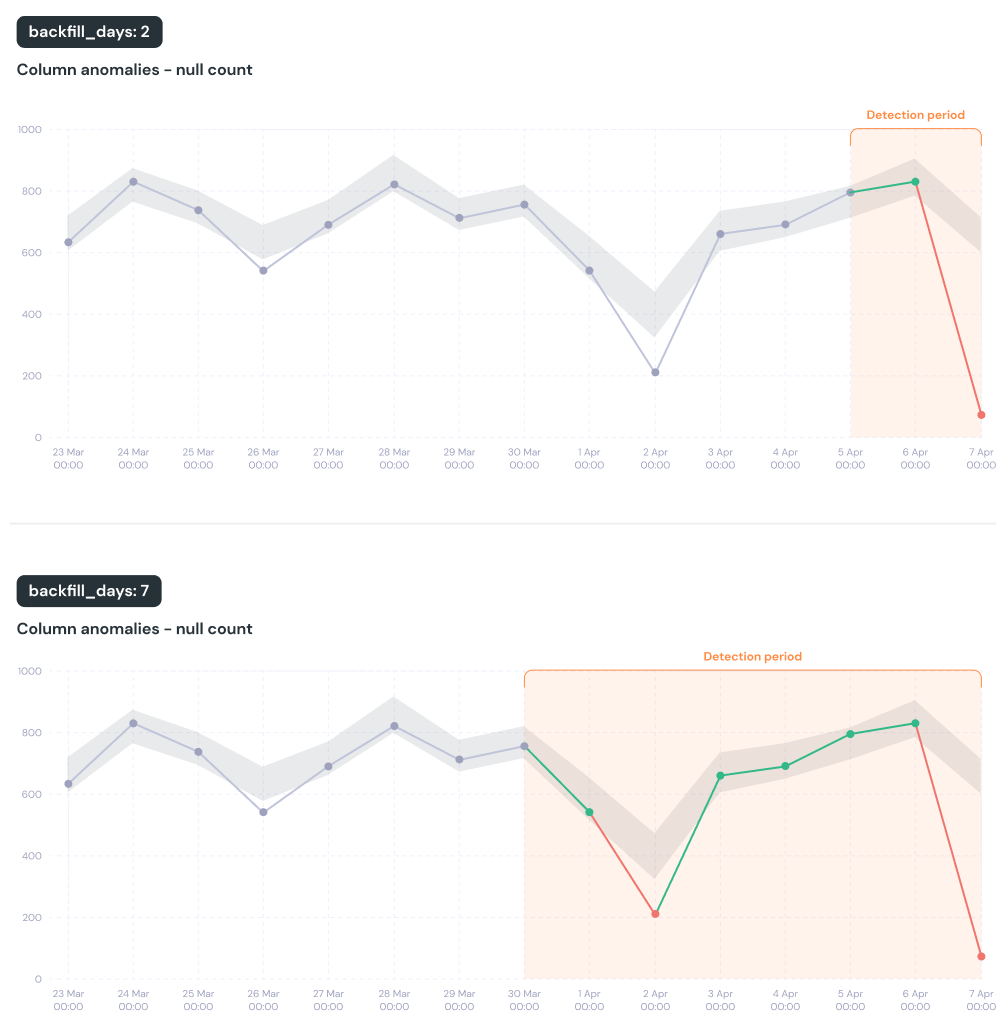 backfill_days: 2
Column anomalies - null count
Detection period
1000
800
600
400
200
0
23 Mar 24 Mar 25 Mar 26 Mar 27 Mar 28 Mar 29 Mar 30 Mar 1 Apr 2 Apr 3 Apr 4 Apr 5 Apr 6 Apr 7 Apr
00:00 00:00 00:00 00:00 00:00 00:00 00:00 00:00 00:00 00:00 00:00 00:00 00:00 00:00 00:00
backfill_days: 7
Column anomalies - null count
Detection period
1000
800
600
400
200
0
23 Mar 24 Mar 25 Mar 26 Mar 27 Mar 28 Mar 29 Mar 30 Mar 1 Apr 2 Apr 3 Apr 4 Apr 5 Apr 6 Apr 7 Apr
00:00 00:00 00:00 00:00 00:00 00:00 00:00 00:00 00:00 00:00 00:00 00:00 00:00 00:00 00:00